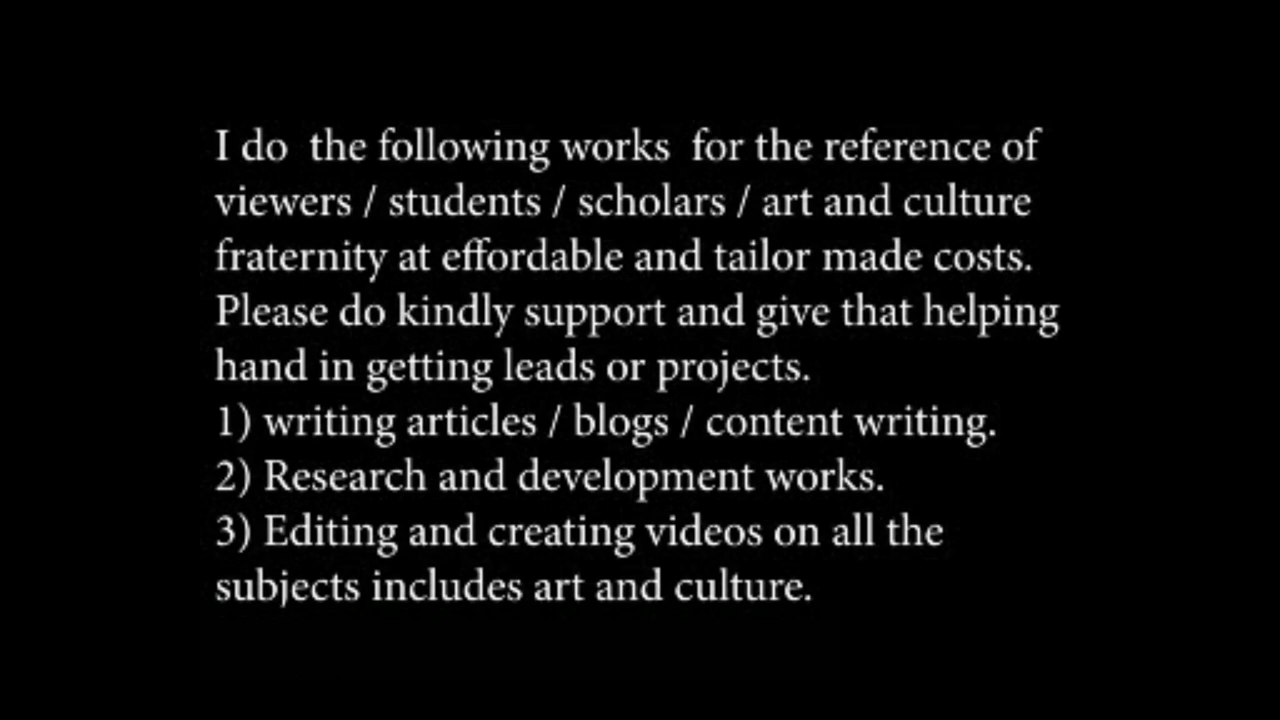 I do  the following works  for the reference of
viewers / students / scholars / art and culture
fraternity at effordable and tailor made costs.
Please do kindly support and give that helping
hand in getting leads or projects.
1) writing articles / blogs / content writing.
2) Research and development works.
3) Editing and creating videos on all the
subjects includes art and culture.